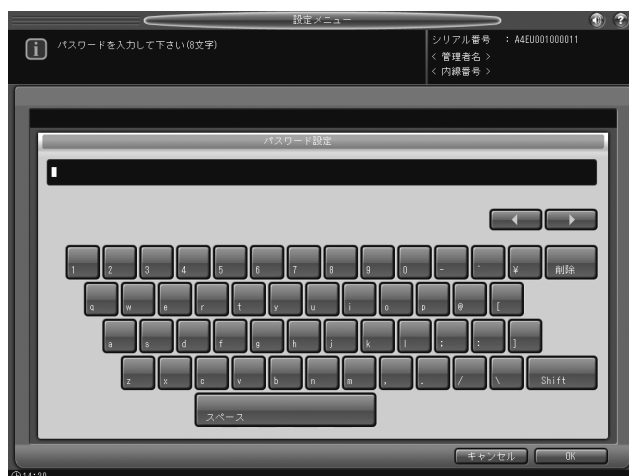 設定メニュー
パスワードを入力して下さい(8文字)
シリアル番号 : A4EU001000011
< 管理者名 >
< 内線番号 >
パスワード設定
1 2 3 4 5 6 7 8 9 0 - ^ ¥ 削除
q w e r t y u i o p @ [
a s d f g h j k l ; : ]
z x c v b n m , . / \ Shift
スペース
キャンセル OK
14:20